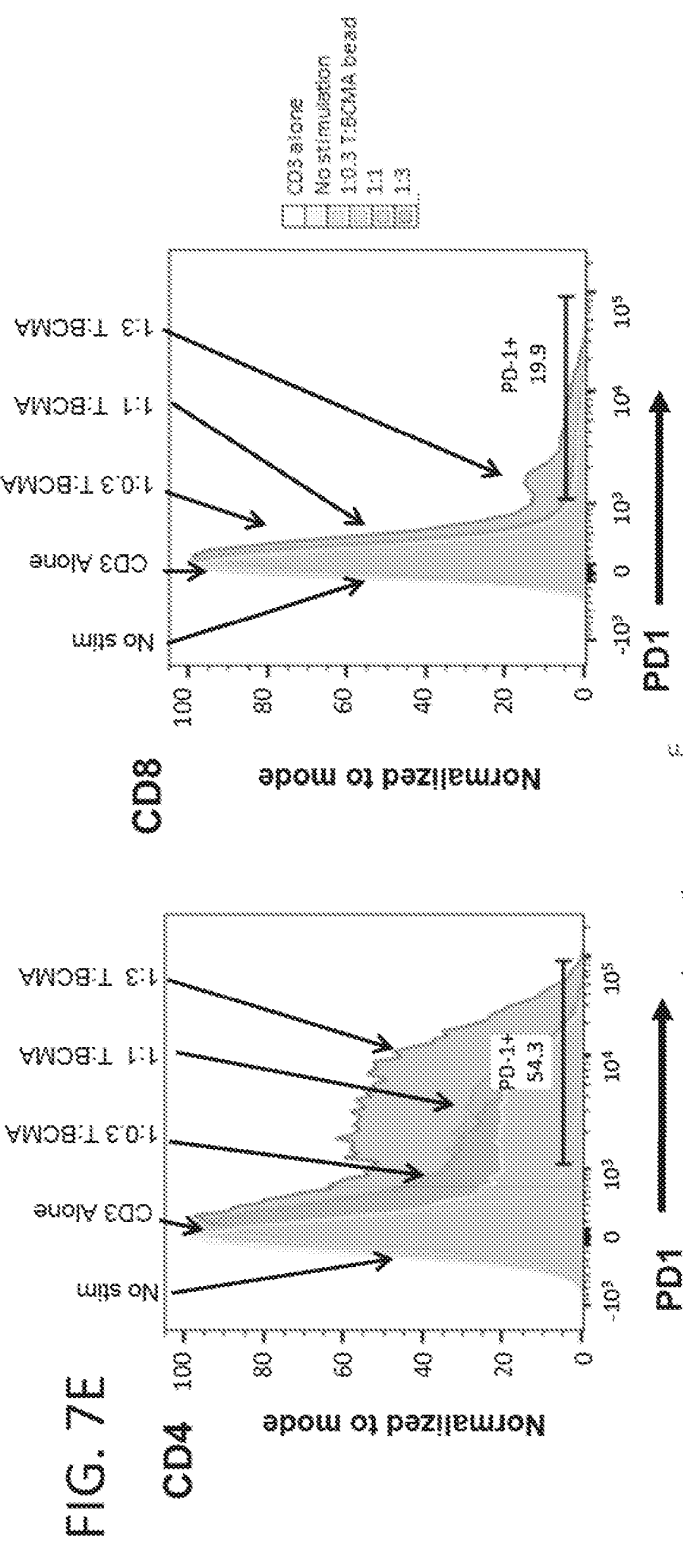 FIG. 7E
CD4
Normalized to mode
100
80
60
40
20
0
No stim
CD3 Alone
1:0.3 T:BCMA
1:1 T:BCMA
1:3 T:BCMA
PD-1+
54.3
-10³
0
10³
10⁴
10⁵
PD1
CD8
Normalized to mode
100
80
60
40
20
0
No stim
CD3 Alone
1:0.3 T:BCMA
1:1 T:BCMA
1:3 T:BCMA
PD-1+
19.9
-10³
0
10³
10⁴
10⁵
PD1
CD3 alone
No stimulation
1:0.3 T:BCMA bead
1:1
1:3